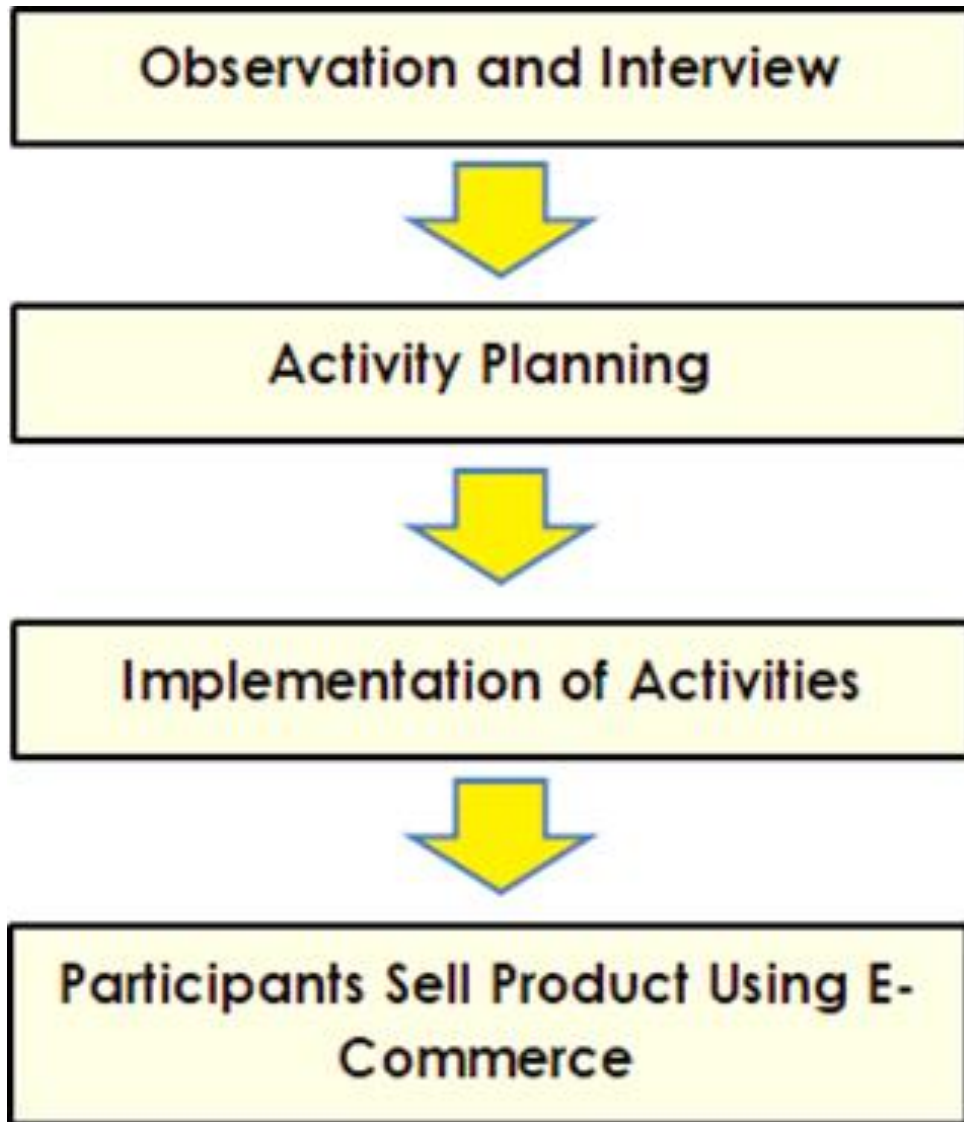 Observation and Interview
Activity Planning
Implementation of Activities
Participants Sell Product Using E-
Commerce